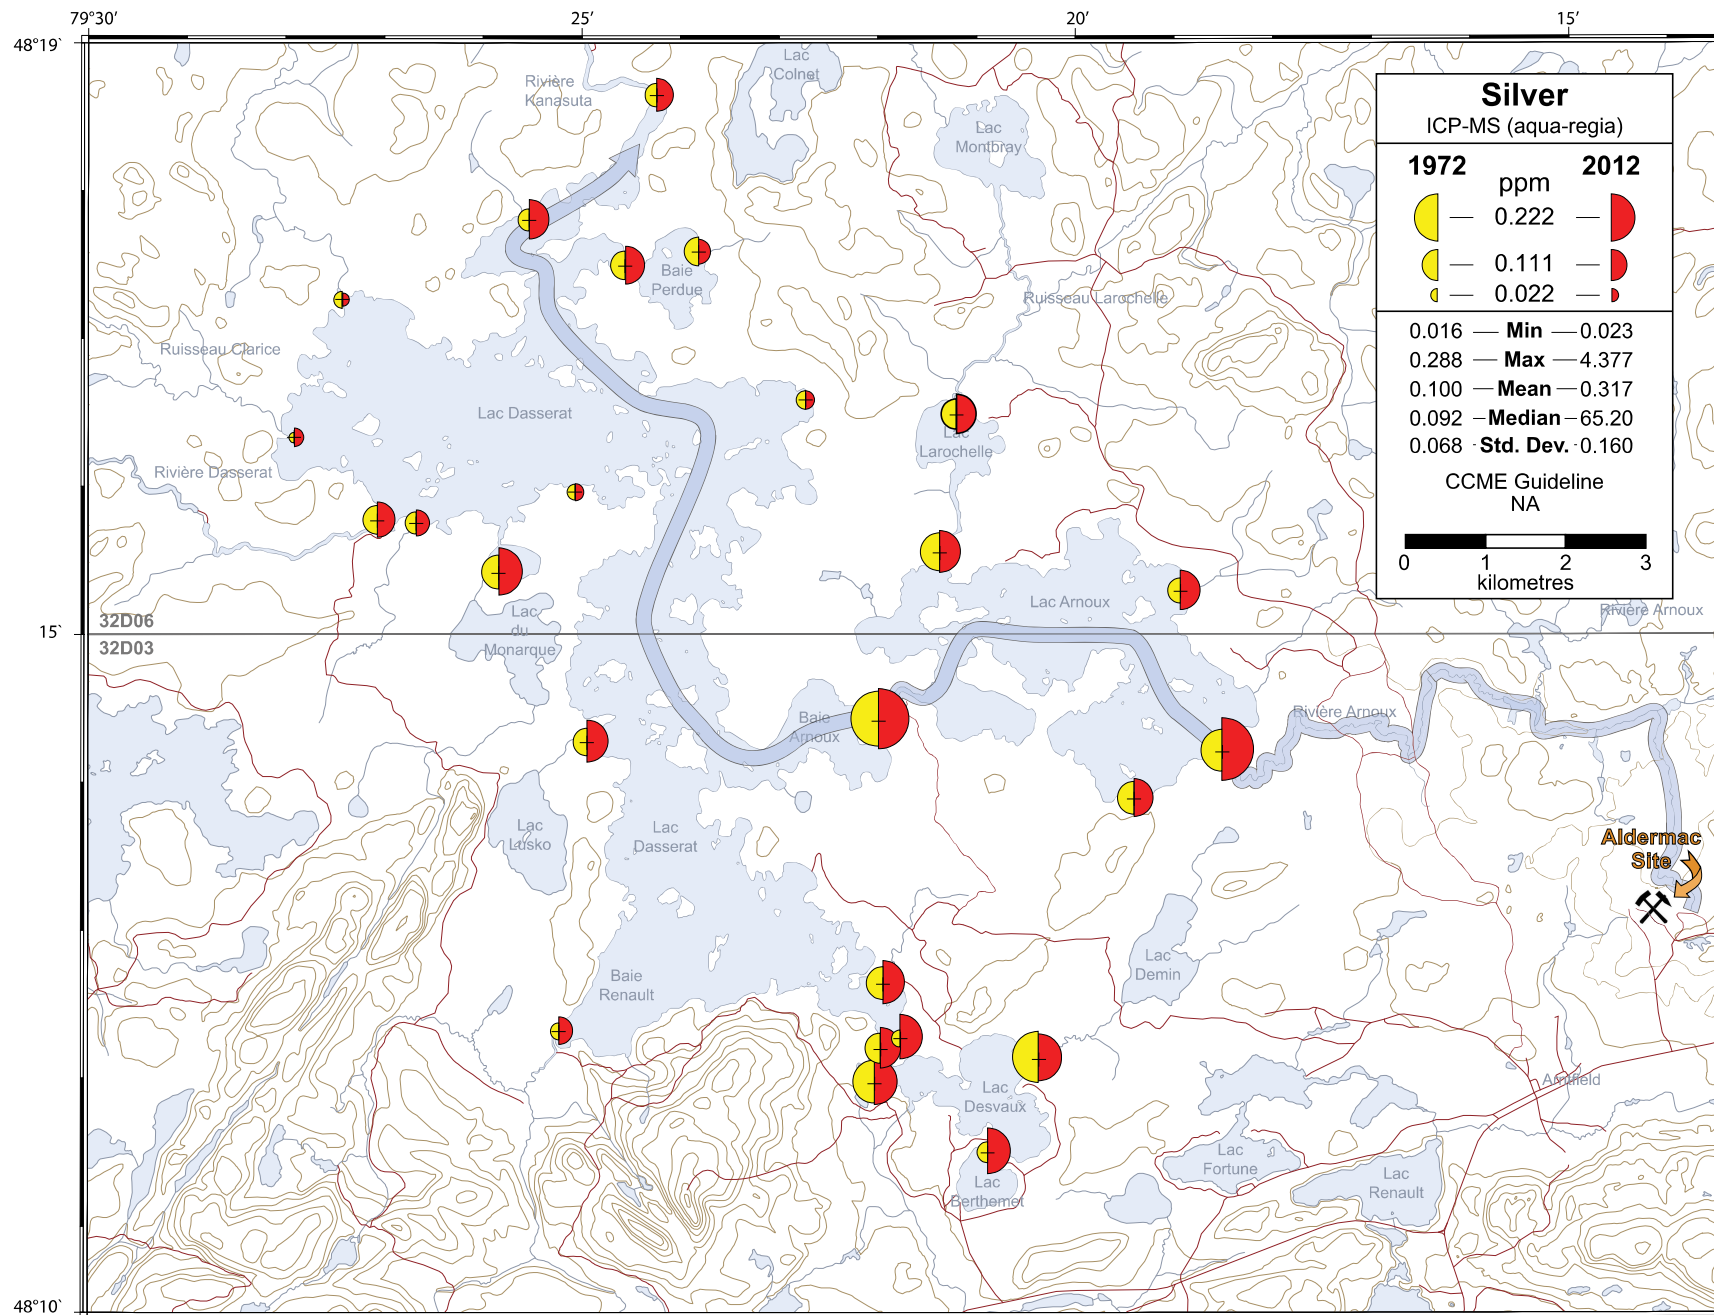 79°30′
25′
20′
15′
48°19`
Lac
Colnet
Rivière
Kanasuta
Lac
Montbray
Silver
ICP-MS (aqua-regia)
1972
2012
ppm
0.222
0.111
0.022
0.016 — Min — 0.023
0.288 — Max — 4.377
0.100 — Mean — 0.317
0.092 — Median – 65.20
0.068 - Std. Dev. - 0.160
CCME Guideline
NA
0 1 2 3
kilometres
Baie
Perdue
Ruisseau Larochelle
Ruisseau Clarice
Lac Dasserat
Lac
Larochelle
Rivière Dasserat
Lac Arnoux
Rivière Arnoux
32D06
15`
32D03
Lac
du
Monarque
Baie
Arnoux
Rivière Arnoux
Lac
Lusko
Lac
Dasserat
Aldermac
Site
Lac
Demin
Baie
Renault
Lac
Desvaux
Arntfield
Lac
Fortune
Lac
Renault
Lac
Berthemet
48°10`